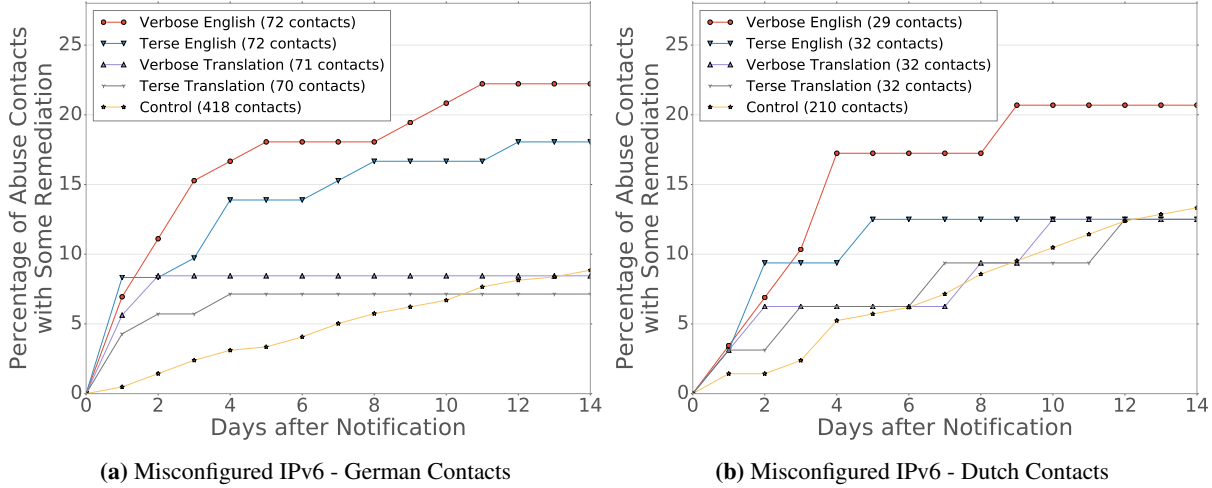 Percentage of Abuse Contacts
with Some Remediation
25
20
15
10
5
0
Verbose English (72 contacts)
Terse English (72 contacts)
Verbose Translation (71 contacts)
Terse Translation (70 contacts)
Control (418 contacts)
0 2 4 6 8 10 12 14
Days after Notification
(a) Misconfigured IPv6 - German Contacts
Percentage of Abuse Contacts
with Some Remediation
25
20
15
10
5
0
Verbose English (29 contacts)
Terse English (32 contacts)
Verbose Translation (32 contacts)
Terse Translation (32 contacts)
Control (210 contacts)
0 2 4 6 8 10 12 14
Days after Notification
(b) Misconfigured IPv6 - Dutch Contacts